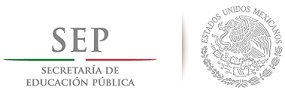 SEP
SECRETARÍA DE
EDUCACIÓN PÚBLICA
ESTADOS UNIDOS MEXICANOS